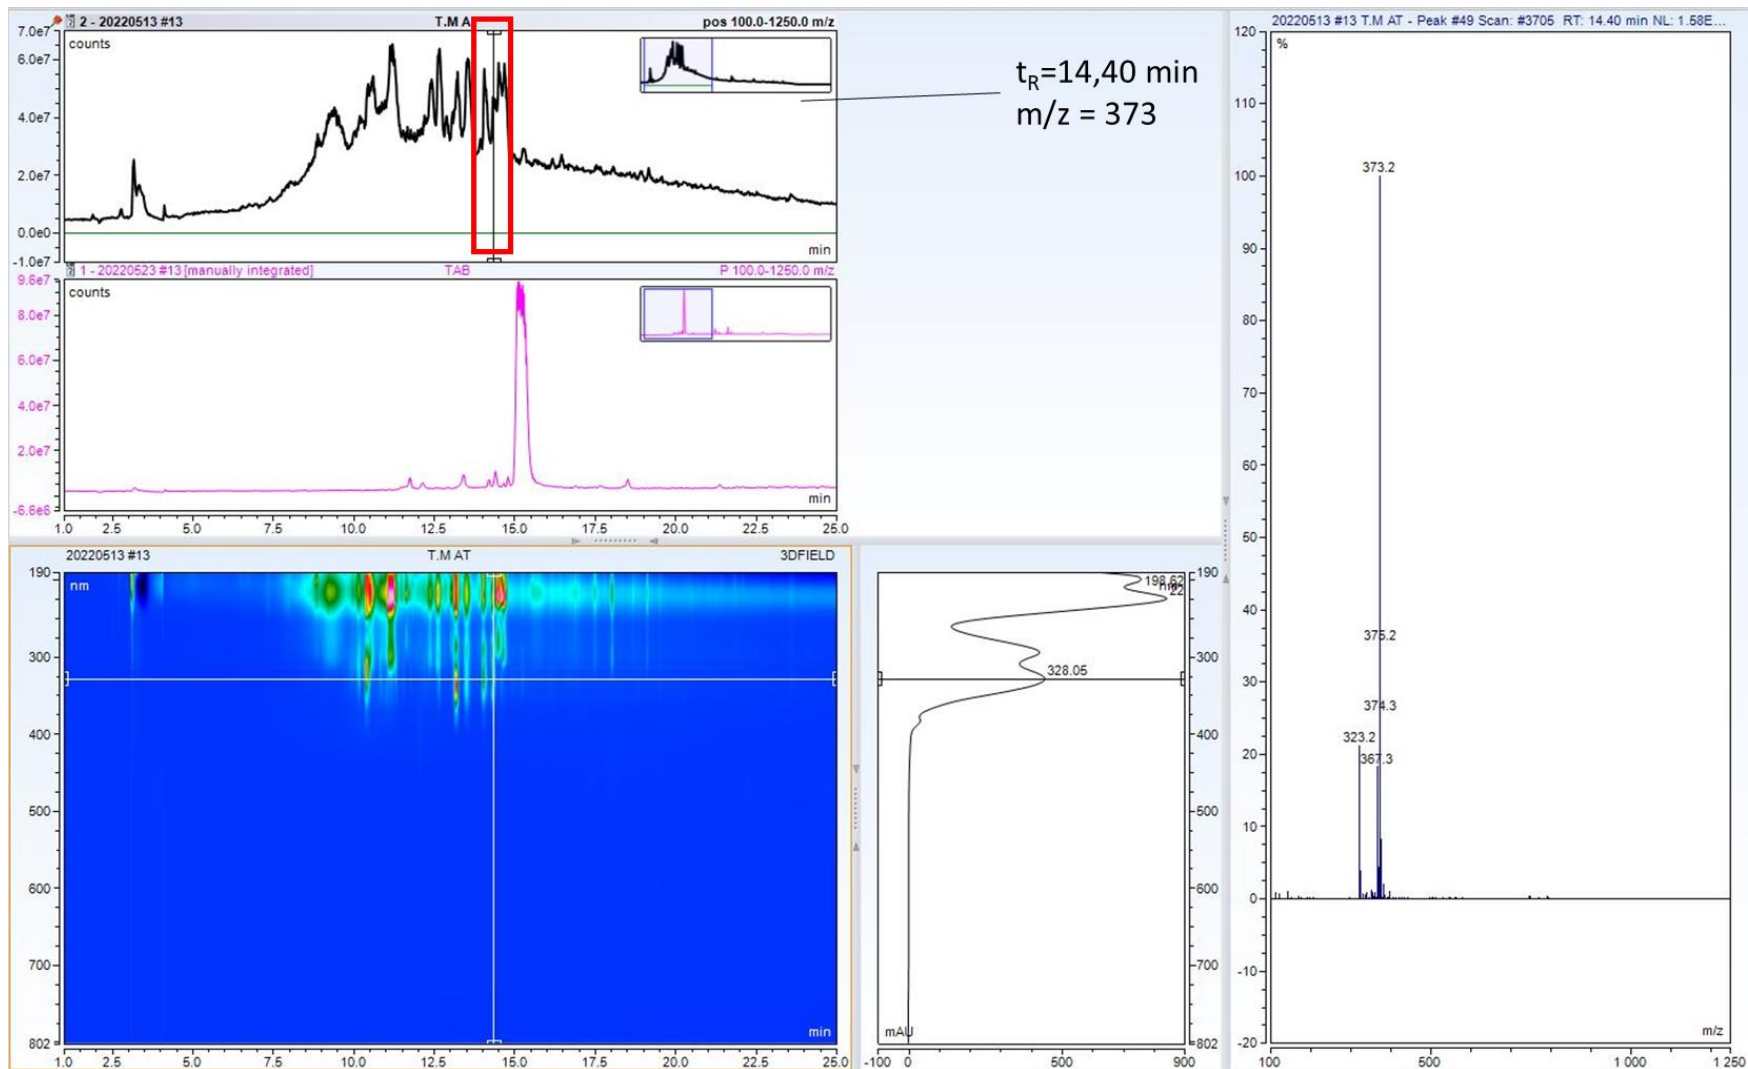 2 - 20220513 #13 T.M A pos 100.0-1250.0 m/z
7.0e7
counts
6.0e7
4.0e7
2.0e7
0.0e0
-1.0e7
min
tR=14,40 min
m/z = 373
1 - 20220523 #13 [manually integrated] TAB P 100.0-1250.0 m/z
9.6e7
counts
8.0e7
6.0e7
4.0e7
2.0e7
-6.6e6
min
1.0 2.5 5.0 7.5 10.0 12.5 15.0 17.5 20.0 22.5 25.0
20220513 #13 T.M AT 3DFIELD
190
nm
300
400
500
600
700
802
min
1.0 2.5 5.0 7.5 10.0 12.5 15.0 17.5 20.0 22.5 25.0
190
198.62
22
300
328.05
400
500
600
700
802
mAU
-100 0 500 900
20220513 #13 T.M AT - Peak #49 Scan: #3705 RT: 14.40 min NL: 1.58E...
120
%
110
100
373.2
90
80
70
60
50
40
375.2
30
374.3
323.2
20
367.3
10
0
-10
-20
m/z
100 500 1 000 1 250